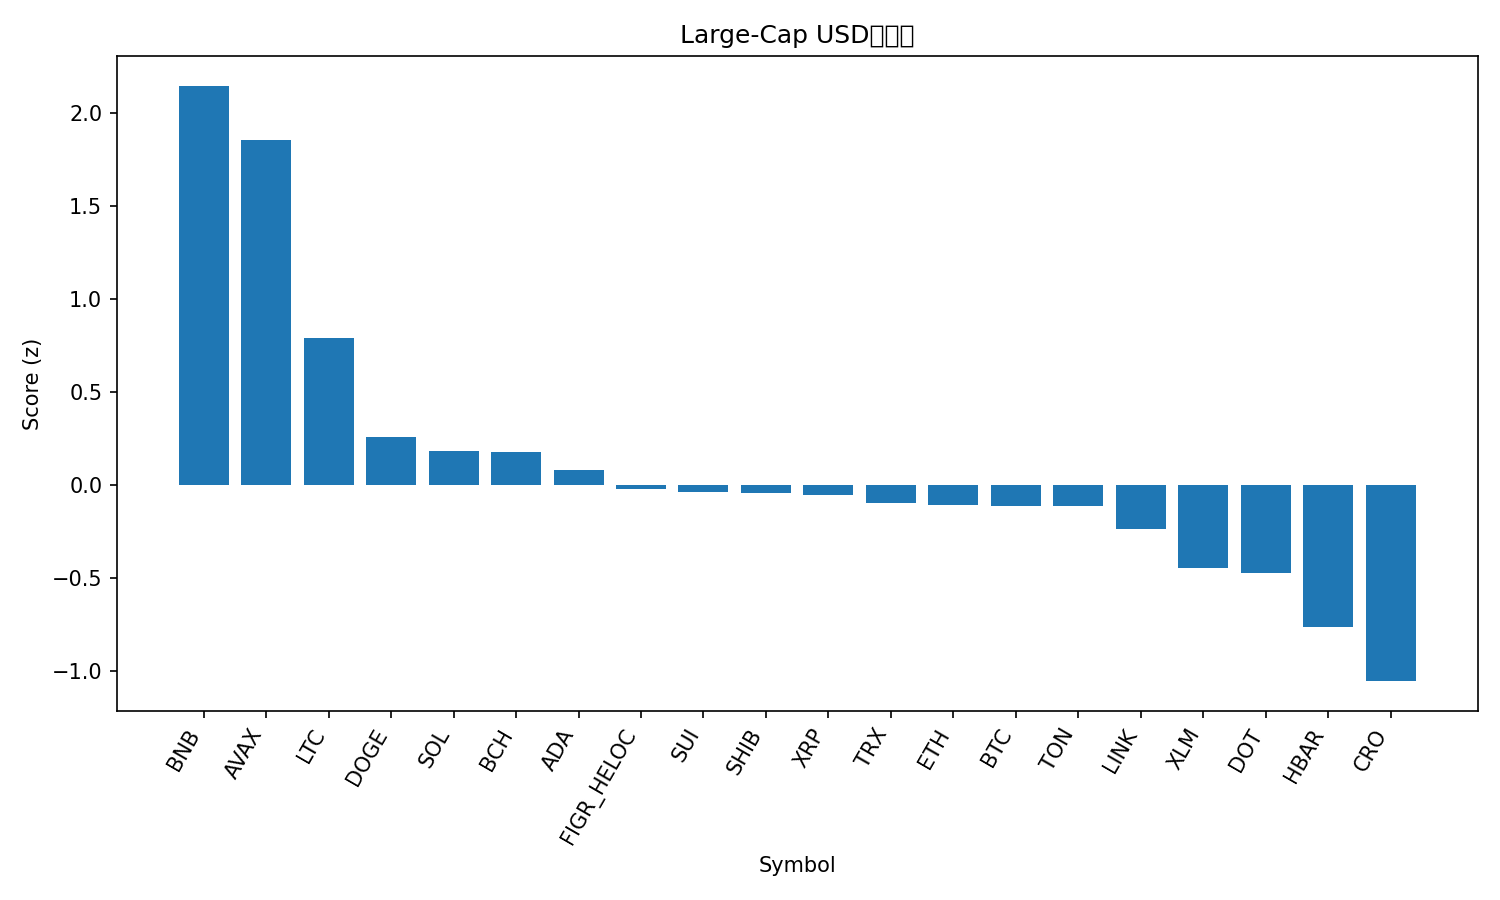 Large-Cap USD
Score (z)
2.0
1.5
1.0
0.5
0.0
−0.5
−1.0
BNB
AVAX
LTC
DOGE
SOL
BCH
ADA
FIGR_HELOC
SUI
SHIB
XRP
TRX
ETH
BTC
TON
LINK
XLM
DOT
HBAR
CRO
Symbol